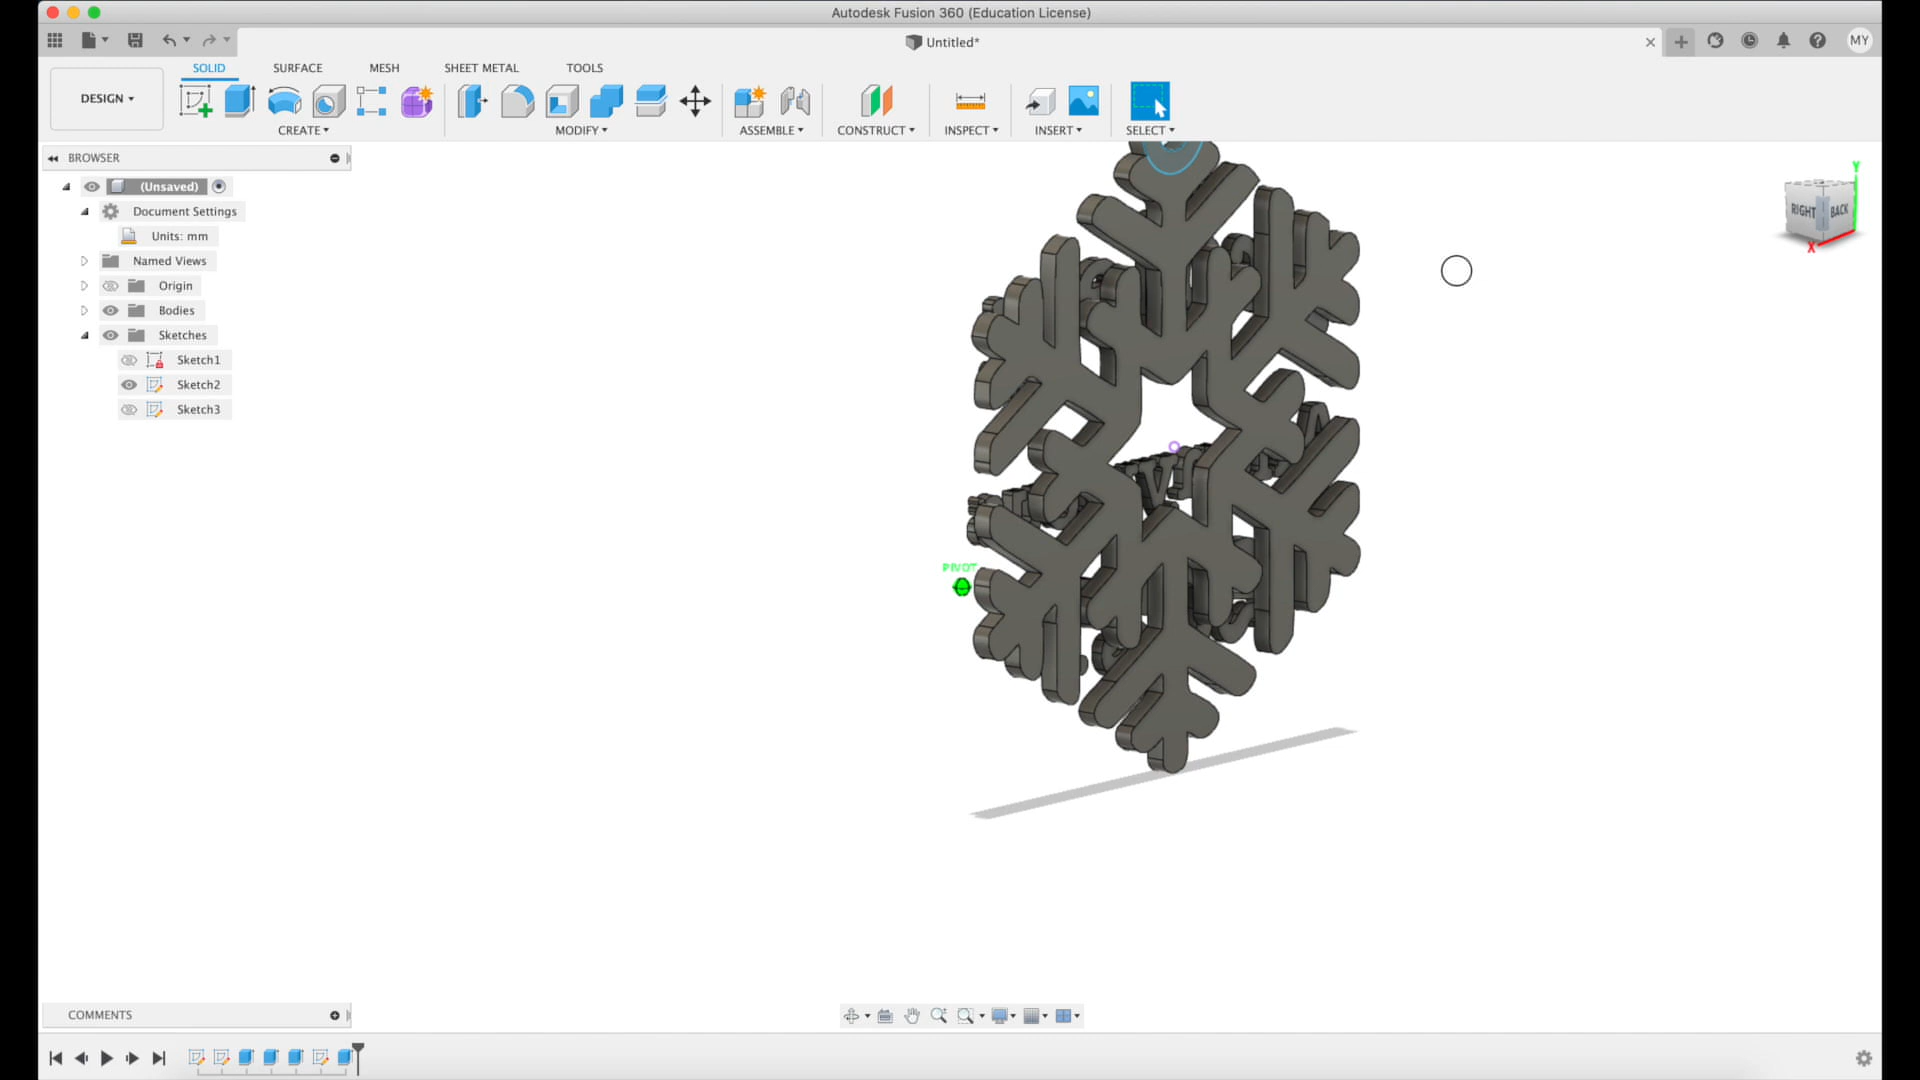 Autodesk Fusion 360 (Education License)
Untitled*
MY
DESIGN
SOLID SURFACE MESH SHEET METAL TOOLS
CREATE MODIFY ASSEMBLE CONSTRUCT INSPECT INSERT SELECT
BROWSER
(Unsaved)
Document Settings
Units: mm
Named Views
Origin
Bodies
Sketches
Sketch1
Sketch2
Sketch3
Y
RIGHT BACK
X
PIVOT
COMMENTS